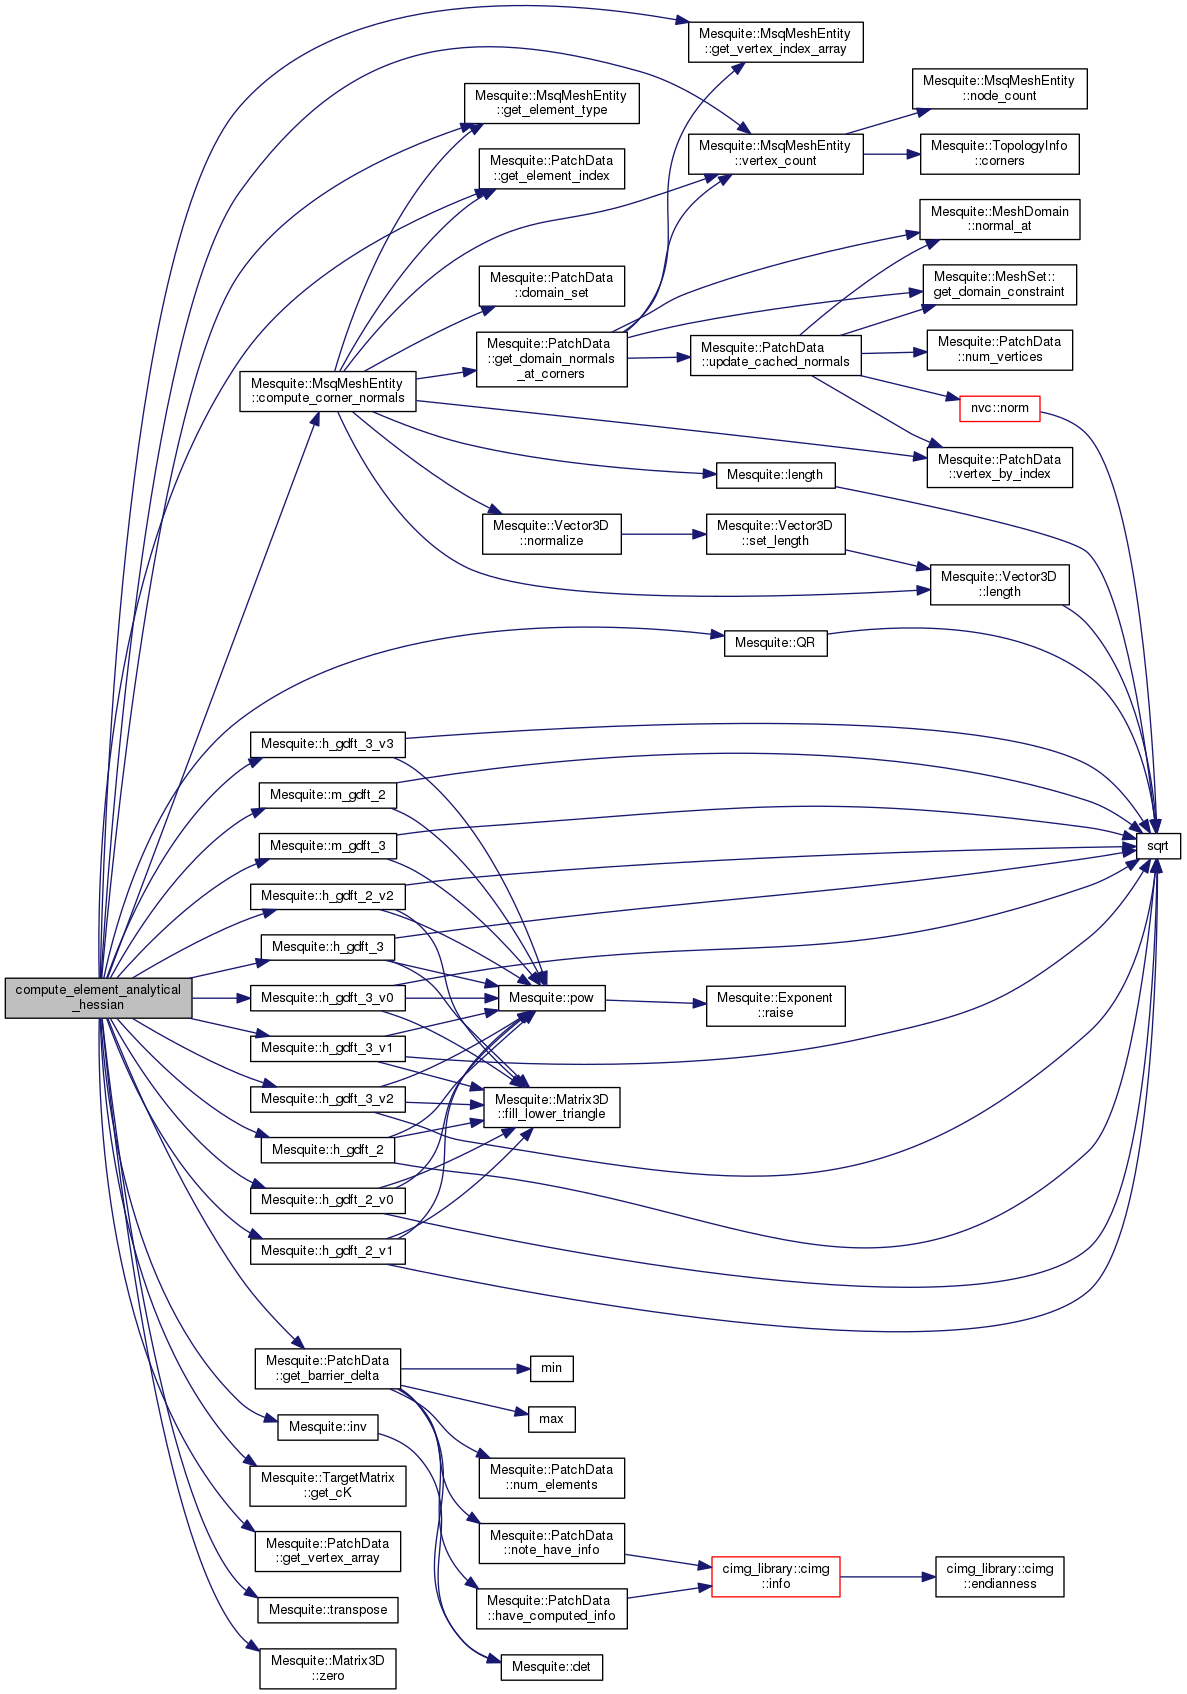 Mesquite::MsqMeshEntity
::get_vertex_index_array
Mesquite::MsqMeshEntity
::node_count
Mesquite::MsqMeshEntity
::get_element_type
Mesquite::MsqMeshEntity
::vertex_count
Mesquite::TopologyInfo
::corners
Mesquite::PatchData
::get_element_index
Mesquite::MeshDomain
::normal_at
Mesquite::PatchData
::domain_set
Mesquite::MeshSet::
get_domain_constraint
Mesquite::PatchData
::get_domain_normals
_at_corners
Mesquite::PatchData
::update_cached_normals
Mesquite::PatchData
::num_vertices
Mesquite::MsqMeshEntity
::compute_corner_normals
nvc::norm
Mesquite::PatchData
::vertex_by_index
Mesquite::length
Mesquite::Vector3D
::normalize
Mesquite::Vector3D
::set_length
Mesquite::Vector3D
::length
Mesquite::QR
Mesquite::h_gdft_3_v3
Mesquite::m_gdft_2
Mesquite::m_gdft_3
sqrt
Mesquite::h_gdft_2_v2
Mesquite::h_gdft_3
compute_element_analytical
_hessian
Mesquite::h_gdft_3_v0
Mesquite::pow
Mesquite::Exponent
::raise
Mesquite::h_gdft_3_v1
Mesquite::h_gdft_3_v2
Mesquite::Matrix3D
::fill_lower_triangle
Mesquite::h_gdft_2
Mesquite::h_gdft_2_v0
Mesquite::h_gdft_2_v1
Mesquite::PatchData
::get_barrier_delta
min
max
Mesquite::inv
Mesquite::PatchData
::num_elements
Mesquite::TargetMatrix
::get_cK
Mesquite::PatchData
::note_have_info
Mesquite::PatchData
::get_vertex_array
cimg_library::cimg
::info
cimg_library::cimg
::endianness
Mesquite::transpose
Mesquite::PatchData
::have_computed_info
Mesquite::Matrix3D
::zero
Mesquite::det